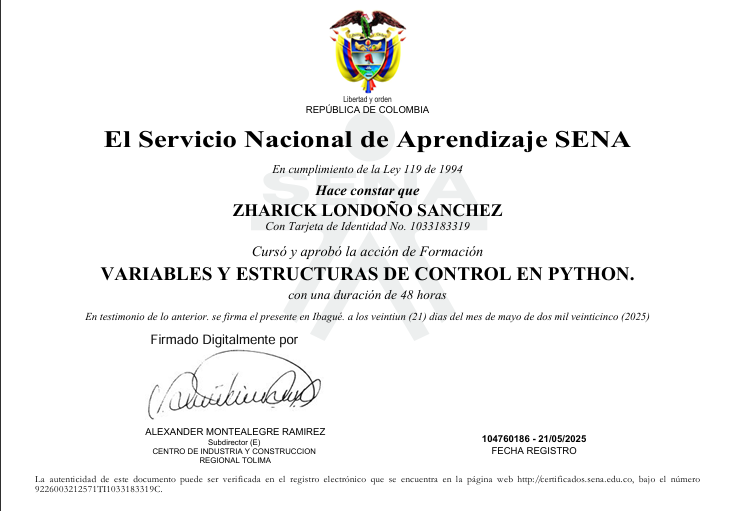 Libertad y orden
REPÚBLICA DE COLOMBIA
El Servicio Nacional de Aprendizaje SENA
En cumplimiento de la Ley 119 de 1994
SENA
Hace constar que
ZHARICK LONDOÑO SANCHEZ
Con Tarjeta de Identidad No. 1033183319
Cursó y aprobó la acción de Formación
VARIABLES Y ESTRUCTURAS DE CONTROL EN PYTHON.
con una duración de 48 horas
En testimonio de lo anterior. se firma el presente en Ibagué. a los veintiun (21) dias del mes de mayo de dos mil veinticinco (2025)
Firmado Digitalmente por
ALEXANDER MONTEALEGRE RAMIREZ
Subdirector (E)
CENTRO DE INDUSTRIA Y CONSTRUCCION
REGIONAL TOLIMA
104760186 - 21/05/2025
FECHA REGISTRO
La autenticidad de este documento puede ser verificada en el registro electrónico que se encuentra en la página web http://certificados.sena.edu.co, bajo el número
9226003212571TI1033183319C.